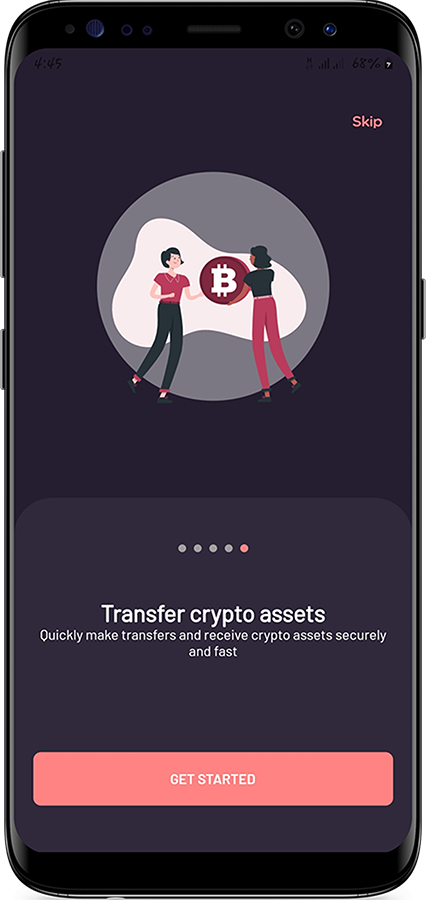 4:45
68%
Skip
B
Transfer crypto assets
Quickly make transfers and receive crypto assets securely
and fast
GET STARTED